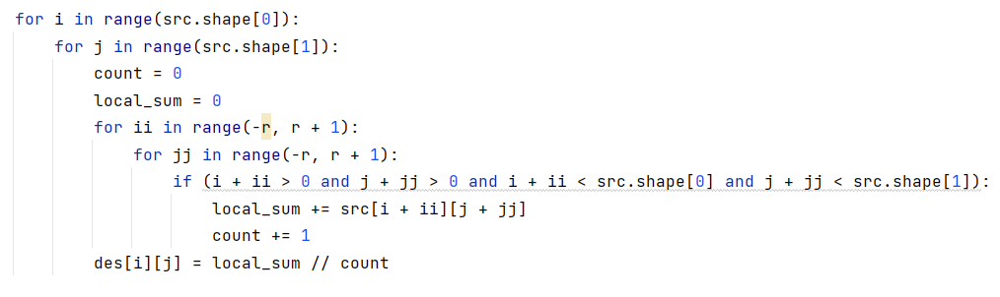 for i in range(src.shape[0]):
    for j in range(src.shape[1]):
        count = 0
        local_sum = 0
        for ii in range(-r, r + 1):
            for jj in range(-r, r + 1):
                if (i + ii > 0 and j + jj > 0 and i + ii < src.shape[0] and j + jj < src.shape[1]):
                    local_sum += src[i + ii][j + jj]
                    count += 1
        des[i][j] = local_sum // count